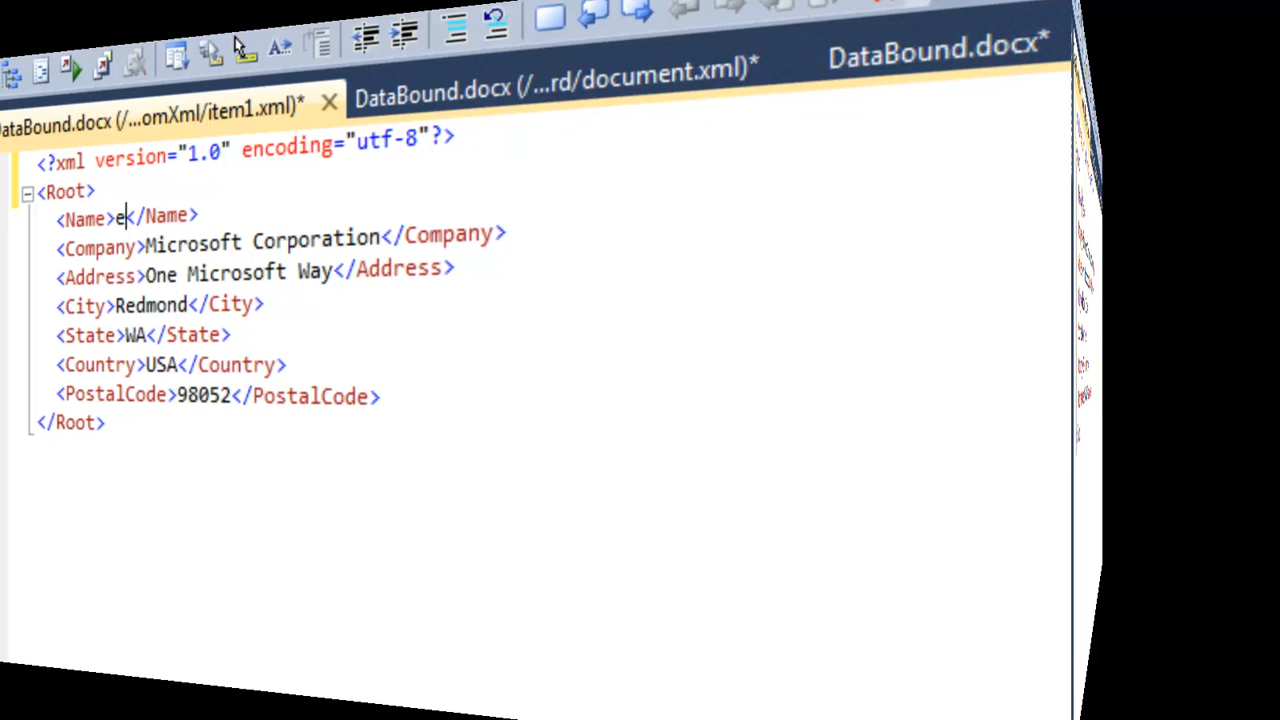 DataBound.docx*
DataBound.docx (/...rd/document.xml)*
(/...omXml/item1.xml)*
<?xml version="1.0" encoding="utf-8"?>
<Root>
<Name>e</Name>
<Company>Microsoft Corporation</Company>
<Address>One Microsoft Way</Address>
<City>Redmond</City>
<State>WA</State>
<Country>USA</Country>
<PostalCode>98052</PostalCode>
</Root>